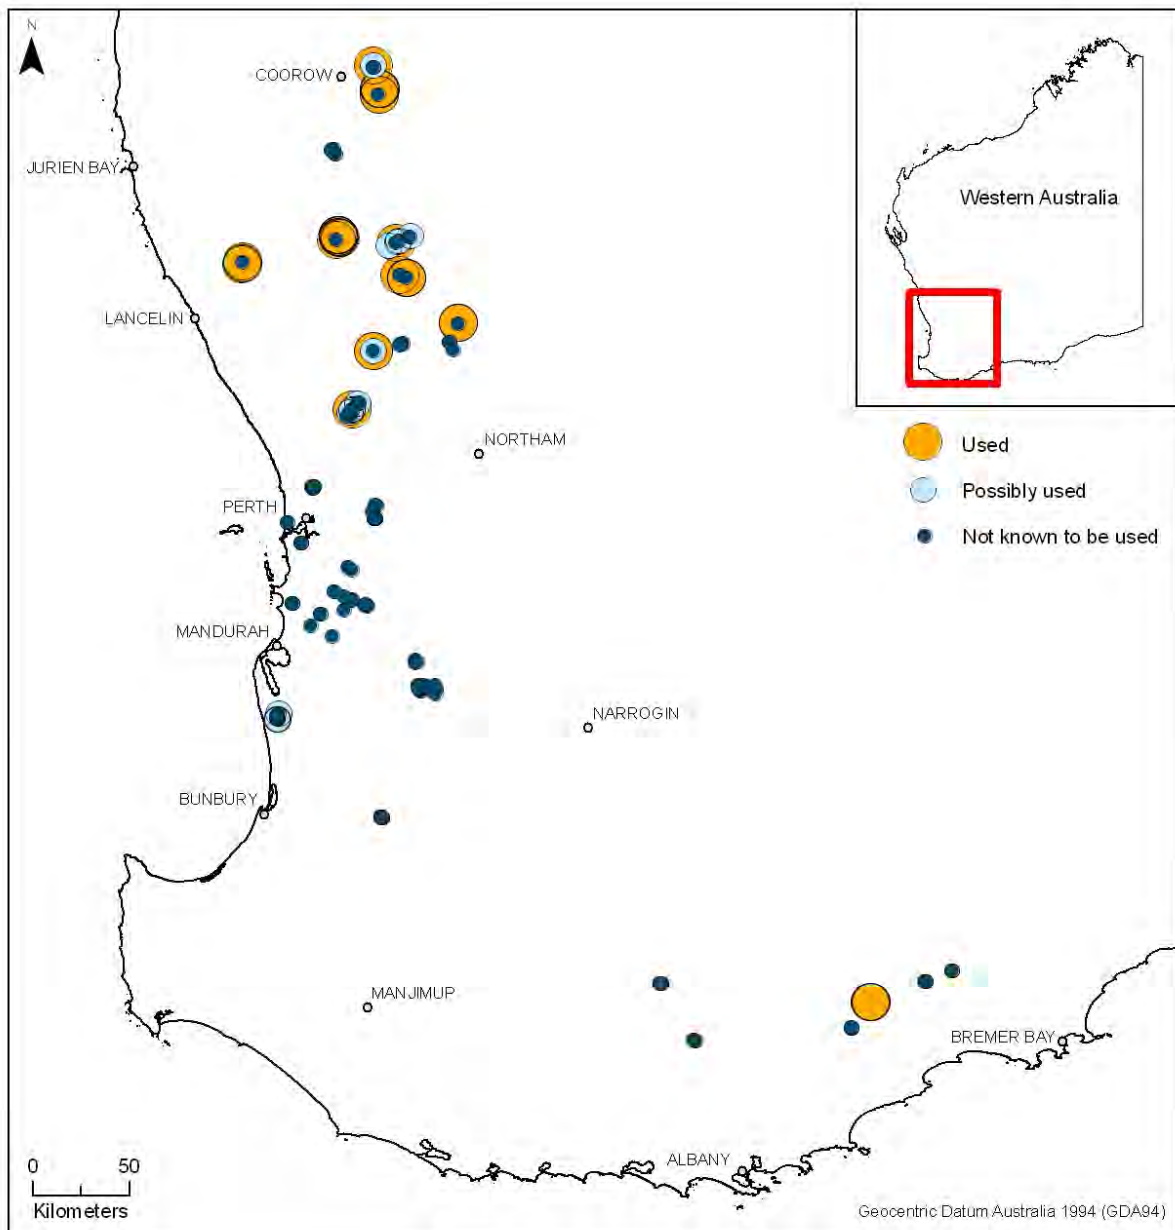 N
COOROW
JURIEN BAY
LANCELIN
NORTHAM
PERTH
MANDURAH
NARROGIN
BUNBURY
MANJIMUP
BREMER BAY
ALBANY
Western Australia
Used
Possibly used
Not known to be used
0 50
Kilometers
Geocentric Datum Australia 1994 (GDA94)